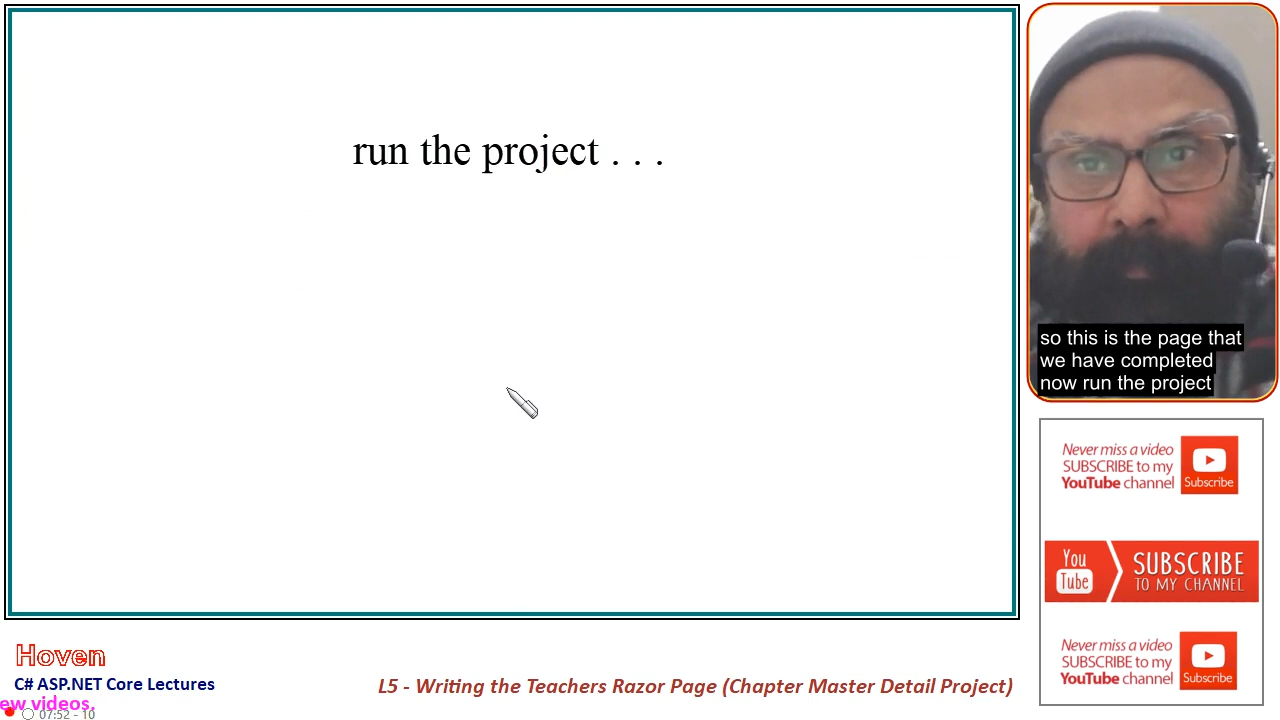 run the project . . .
so this is the page that
we have completed
now run the project
Never miss a video
SUBSCRIBE to my
YouTube channel
Subscribe
You
Tube
SUBSCRIBE
TO MY CHANNEL
Never miss a video
SUBSCRIBE to my
YouTube channel
Subscribe
Hoven
C# ASP.NET Core Lectures
L5 - Writing the Teachers Razor Page (Chapter Master Detail Project)
ew videos.
07:52 - 10